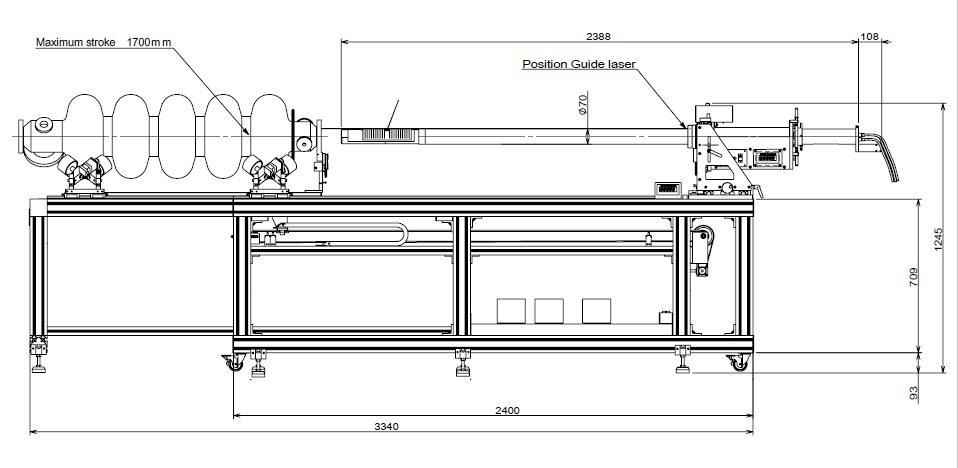 2388
108
Maximum stroke 1700mm
Position Guide laser
Ø70
1245
709
93
2400
3340